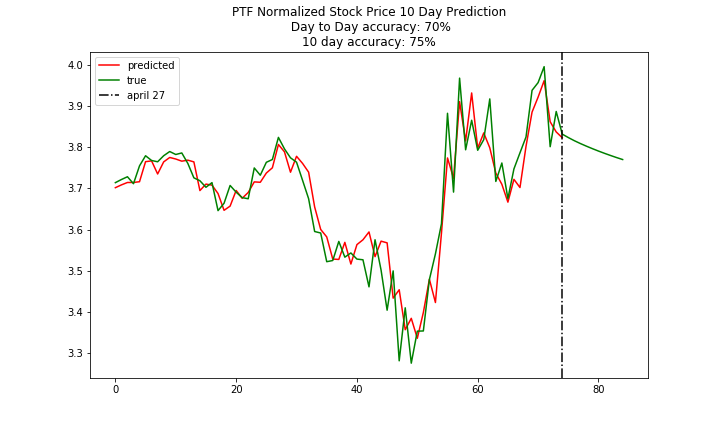 PTF Normalized Stock Price 10 Day Prediction
Day to Day accuracy: 70%
10 day accuracy: 75%
predicted
true
april 27
4.0
3.9
3.8
3.7
3.6
3.5
3.4
3.3
0 20 40 60 80